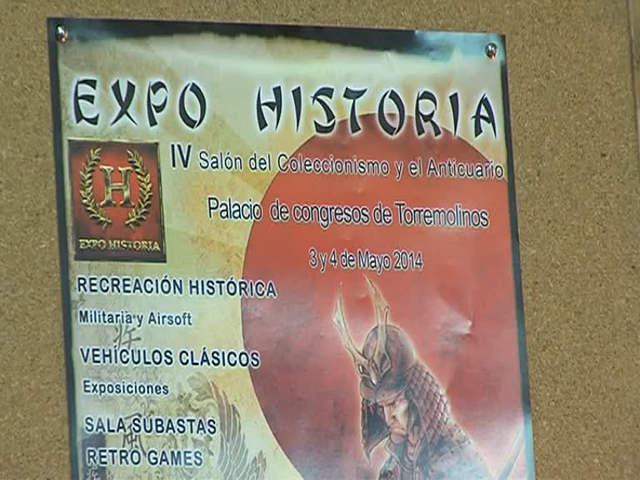 EXPO HISTORIA
IV Salón del Coleccionismo y el Anticuario
Palacio de congresos de Torremolinos
3 y 4 de Mayo 2014
H
EXPO HISTORIA
RECREACIÓN HISTÓRICA
Militaria y Airsoft
VEHÍCULOS CLÁSICOS
Exposiciones
SALA SUBASTAS
RETRO GAMES